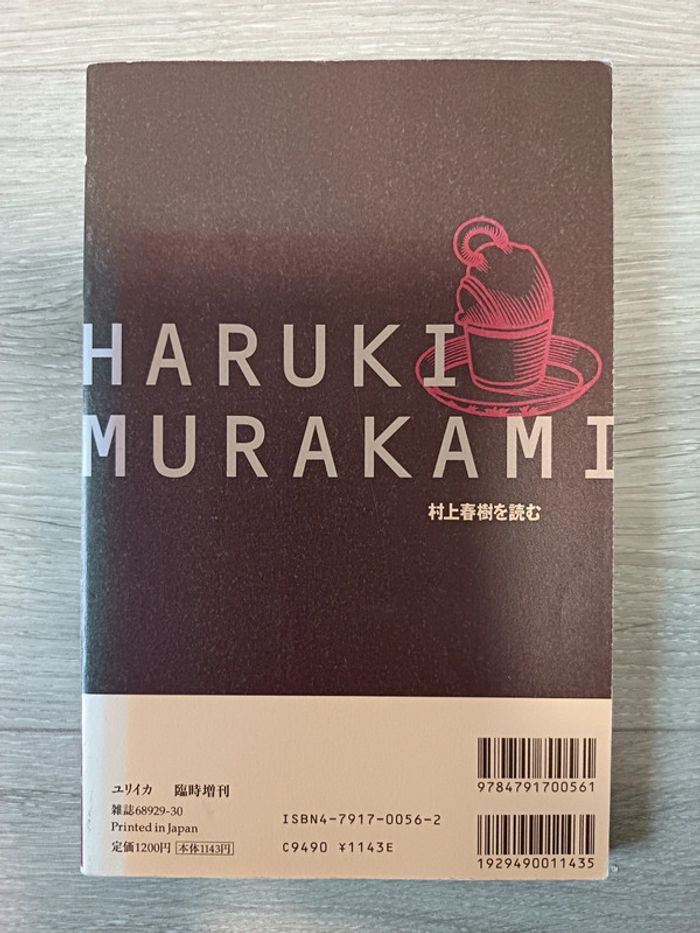 HARUKI
MURAKAMI
村上春樹を読む
ユリイカ 臨時増刊
雑誌68929-30
Printed in Japan
定価1200円 本体1143円
ISBN4-7917-0056-2
C9490 ¥1143E
9784791700561
1929490011435